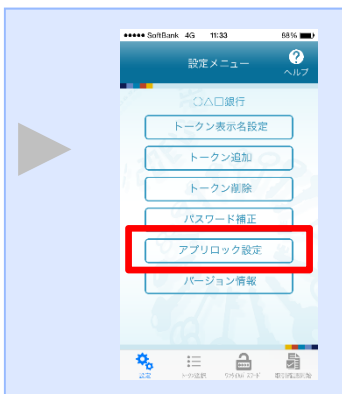 SoftBank 4G 11:33 88%
設定メニュー
ヘルプ
○△□銀行
トークン表示名設定
トークン追加
トークン削除
パスワード補正
アプリロック設定
バージョン情報
設定